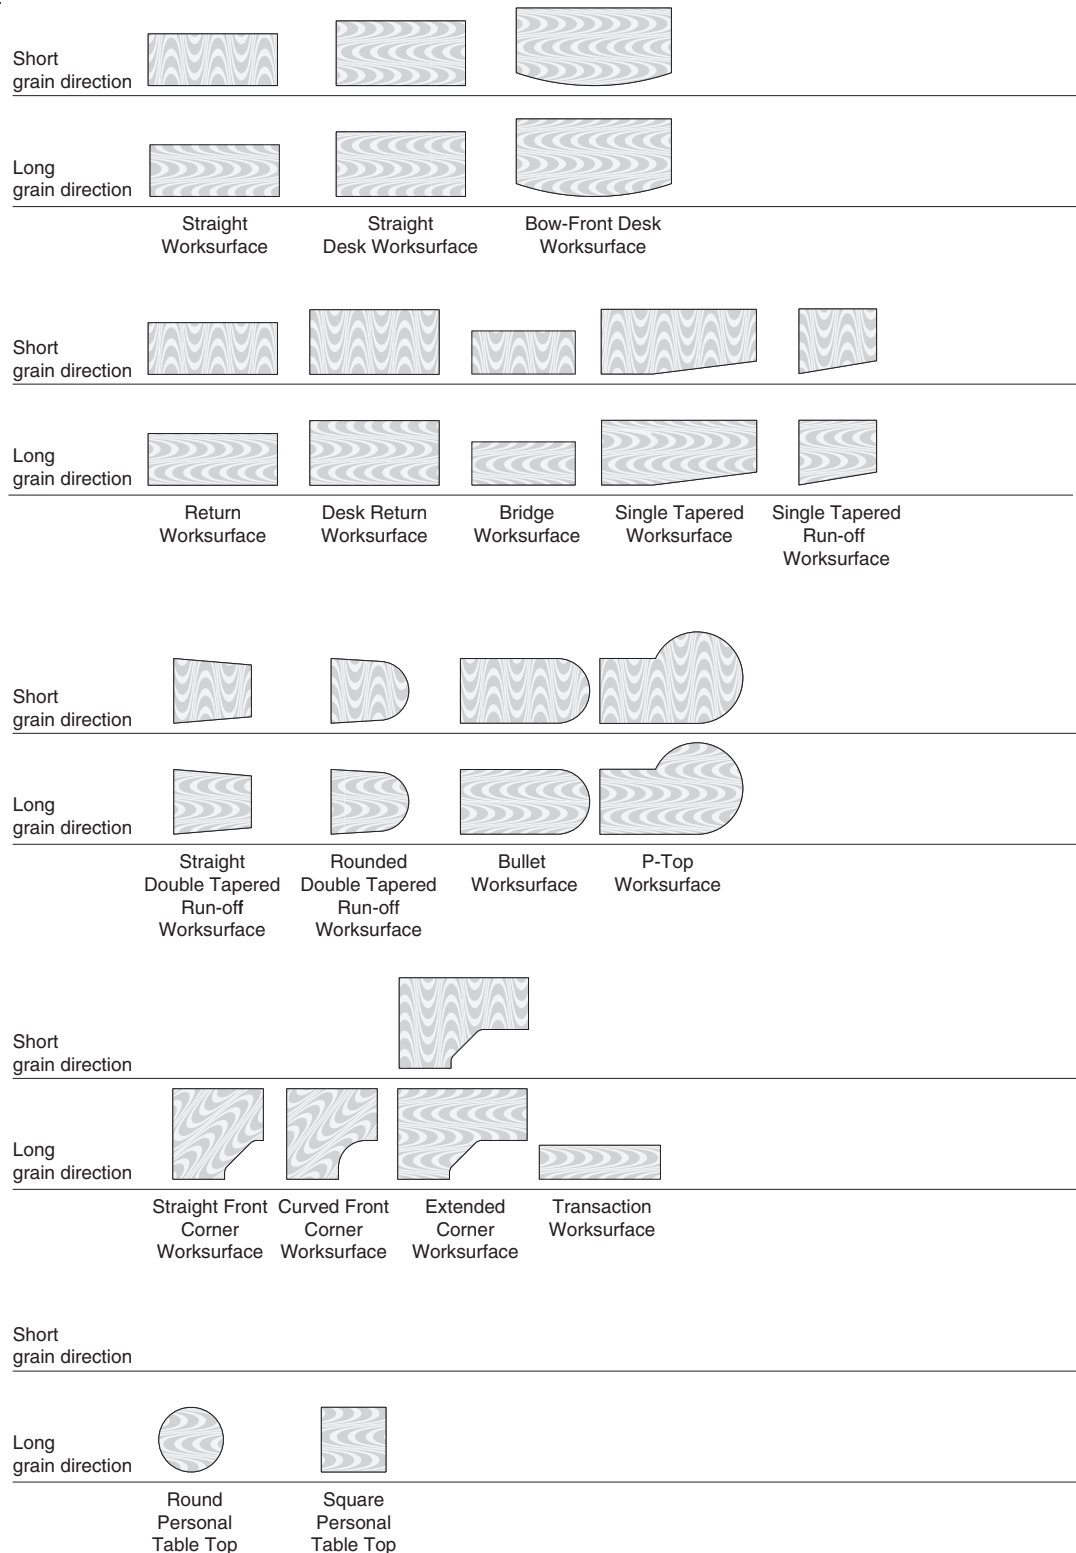 Short
grain direction
Long
grain direction
Straight
Worksurface
Straight
Desk Worksurface
Bow-Front Desk
Worksurface
Short
grain direction
Long
grain direction
Return
Worksurface
Desk Return
Worksurface
Bridge
Worksurface
Single Tapered
Worksurface
Single Tapered
Run-off
Worksurface
Short
grain direction
Long
grain direction
Straight
Double Tapered
Run-off
Worksurface
Rounded
Double Tapered
Run-off
Worksurface
Bullet
Worksurface
P-Top
Worksurface
Short
grain direction
Long
grain direction
Straight Front
Corner
Worksurface
Curved Front
Corner
Worksurface
Extended
Corner
Worksurface
Transaction
Worksurface
Short
grain direction
Long
grain direction
Round
Personal
Table Top
Square
Personal
Table Top